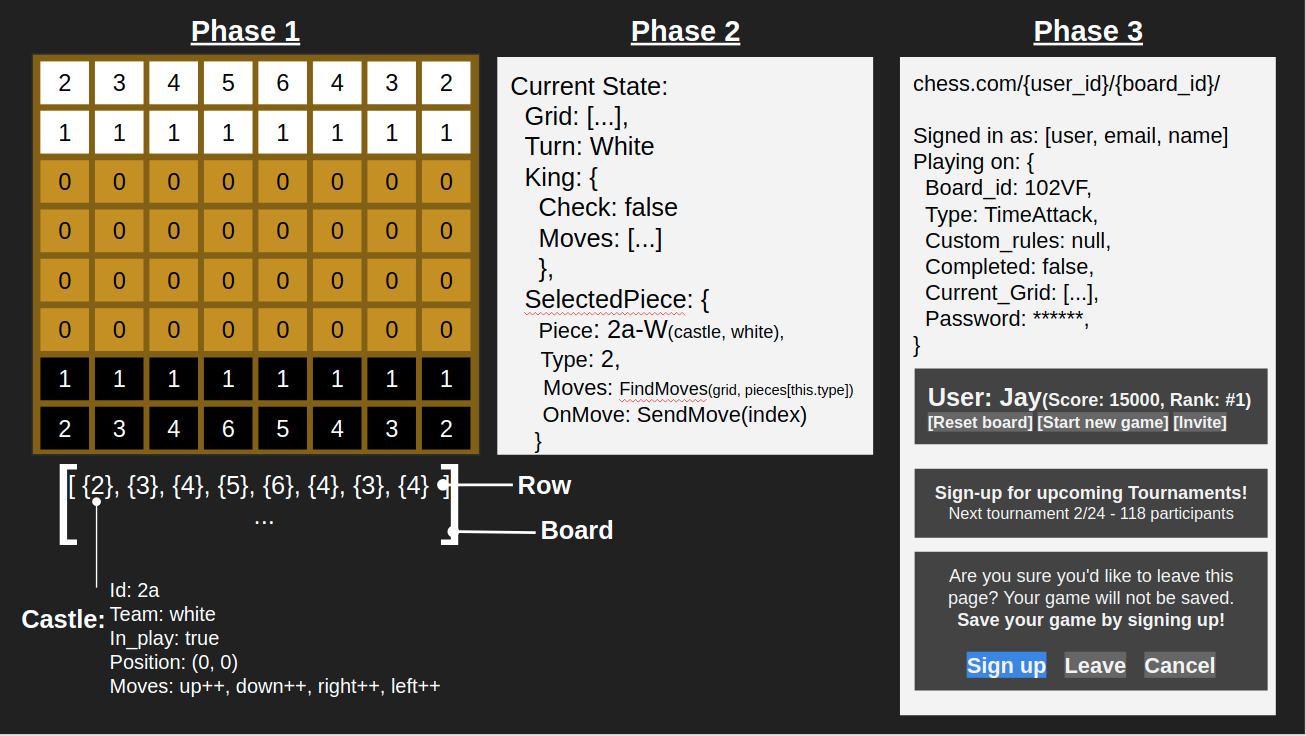 Phase 1
2 3 4 5 6 4 3 2
1 1 1 1 1 1 1 1
0 0 0 0 0 0 0 0
0 0 0 0 0 0 0 0
0 0 0 0 0 0 0 0
0 0 0 0 0 0 0 0
1 1 1 1 1 1 1 1
2 3 4 6 5 4 3 2
[ [ {2}, {3}, {4}, {5}, {6}, {4}, {3}, {4} ] ]
...
Row
Board
Castle:
Id: 2a
Team: white
In_play: true
Position: (0, 0)
Moves: up++, down++, right++, left++
Phase 2
Current State:
Grid: [...],
Turn: White
King: {
Check: false
Moves: [...]
},
SelectedPiece: {
Piece: 2a-W(castle, white),
Type: 2,
Moves: FindMoves(grid, pieces[this.type])
OnMove: SendMove(index)
}
Phase 3
chess.com/{user_id}/{board_id}/
Signed in as: [user, email, name]
Playing on: {
Board_id: 102VF,
Type: TimeAttack,
Custom_rules: null,
Completed: false,
Current_Grid: [...],
Password: ******,
}
User: Jay(Score: 15000, Rank: #1)
[Reset board] [Start new game] [Invite]
Sign-up for upcoming Tournaments!
Next tournament 2/24 - 118 participants
Are you sure you'd like to leave this
page? Your game will not be saved.
Save your game by signing up!
Sign up Leave Cancel